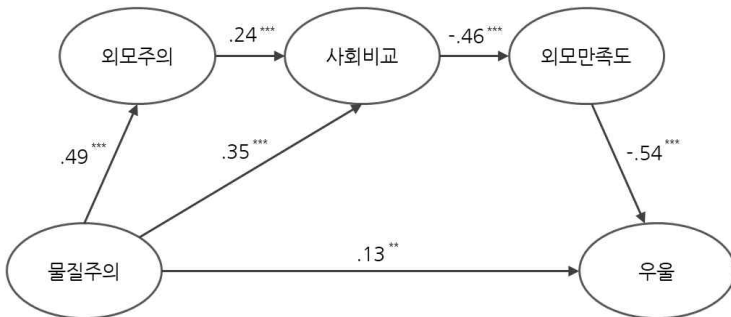 .24 ***
-.46 ***
외모주의
사회비교
외모만족도
.49 ***
.35 ***
-.54 ***
물질주의
.13 **
우울